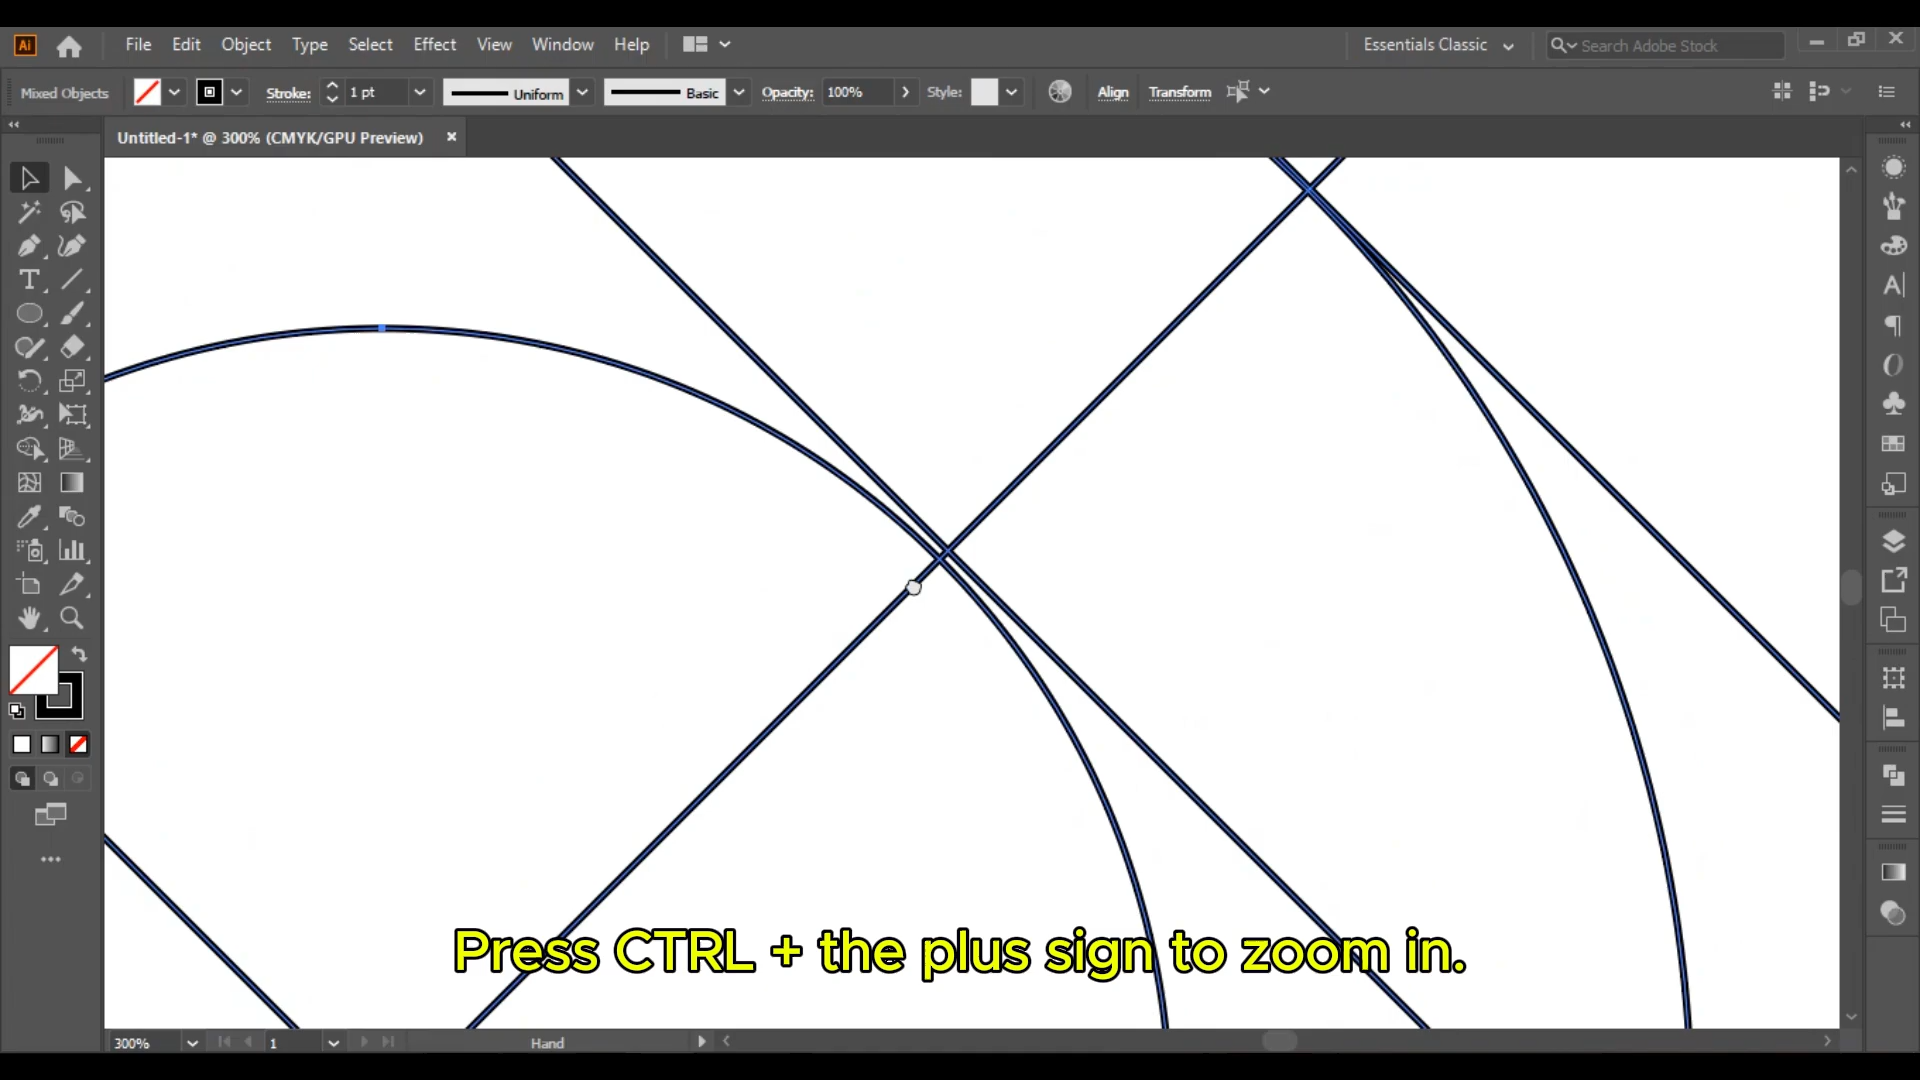 Ai File Edit Object Type Select Effect View Window Help Essentials Classic Search Adobe Stock
Mixed Objects Stroke: 1 pt Uniform Basic Opacity: 100% Style: Align Transform
Untitled-1* @ 300% (CMYK/GPU Preview)
Press CTRL + the plus sign to zoom in.
300% 1 Hand